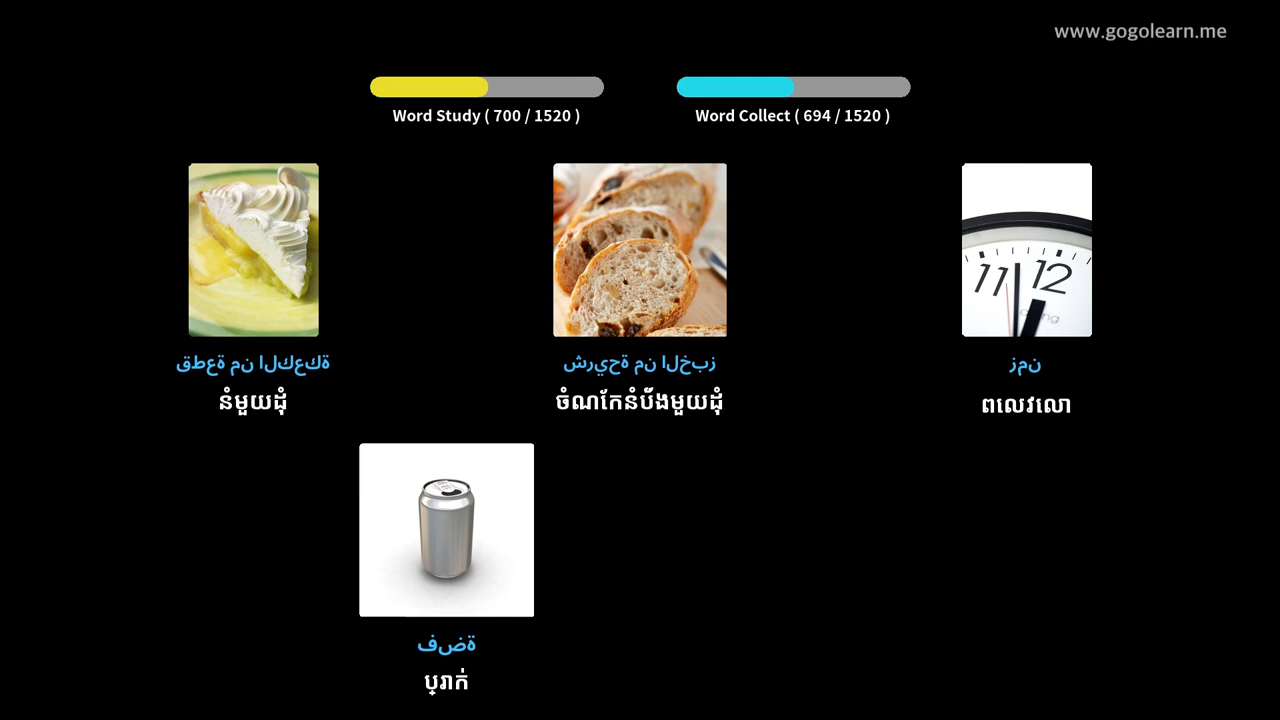 www.gogolearn.me
Word Study ( 700 / 1520 )
Word Collect ( 694 / 1520 )
قطعة من الكعكة
នំមួយដុំ
شريحة من الخبز
ចំណែកនំប៉័ងមួយដុំ
زمن
ពេលវេលា
فضة
ប្រាក់